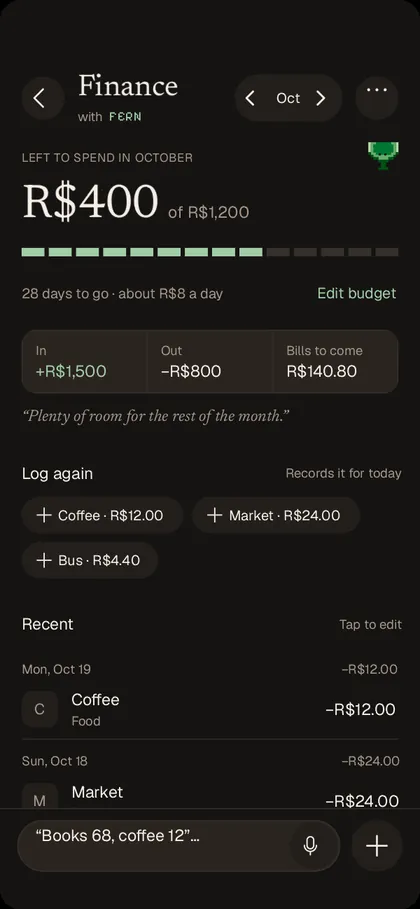 Finance
with FERN
Oct
LEFT TO SPEND IN OCTOBER
R$400 of R$1,200
28 days to go · about R$8 a day
Edit budget
In
+R$1,500
Out
−R$800
Bills to come
R$140.80
“Plenty of room for the rest of the month.”
Log again
Records it for today
Coffee · R$12.00
Market · R$24.00
Bus · R$4.40
Recent
Tap to edit
Mon, Oct 19
−R$12.00
C
Coffee
Food
−R$12.00
Sun, Oct 18
−R$24.00
M
Market
−R$24.00
“Books 68, coffee 12”...